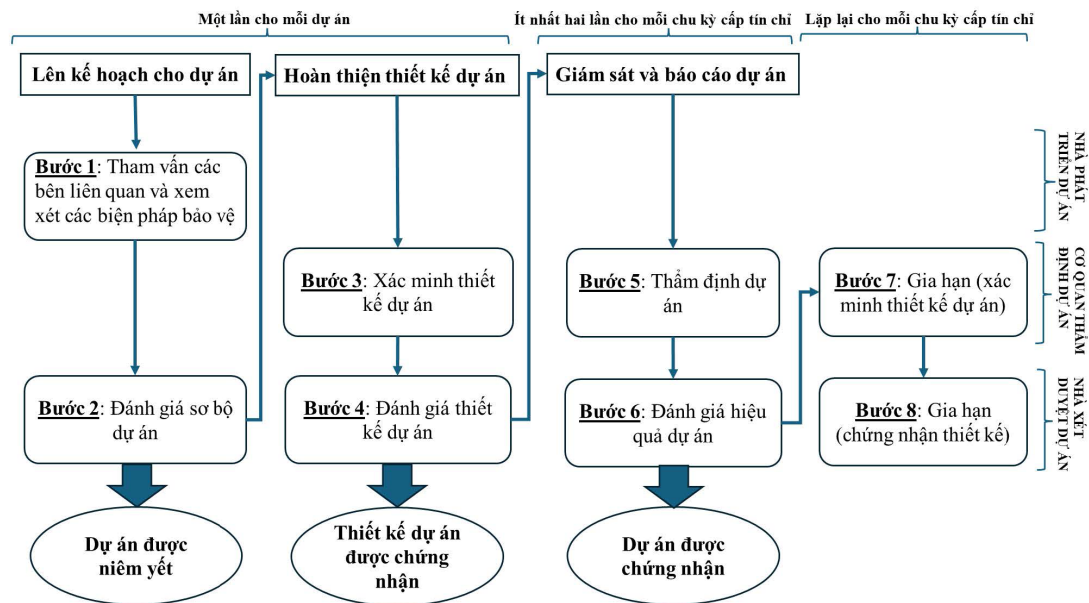 Một lần cho mỗi dự án
Ít nhất hai lần cho mỗi chu kỳ cấp tín chỉ
Lặp lại cho mỗi chu kỳ cấp tín chỉ
Lên kế hoạch cho dự án
Hoàn thiện thiết kế dự án
Giám sát và báo cáo dự án
Bước 1: Tham vấn các
bên liên quan và xem
xét các biện pháp bảo vệ
NHÀ PHÁT
TRIỂN DỰ ÁN
Bước 3: Xác minh thiết
kế dự án
Bước 5: Thẩm định dự
án
Bước 7: Gia hạn (xác
minh thiết kế dự án)
CƠ QUAN THẨM
ĐỊNH DỰ ÁN
Bước 2: Đánh giá sơ bộ
dự án
Bước 4: Đánh giá thiết
kế dự án
Bước 6: Đánh giá hiệu
quả dự án
Bước 8: Gia hạn
(chứng nhận thiết kế)
NHÀ XÉT
DUYỆT DỰ ÁN
Dự án được
niêm yết
Thiết kế dự án
được chứng
nhận
Dự án được
chứng nhận